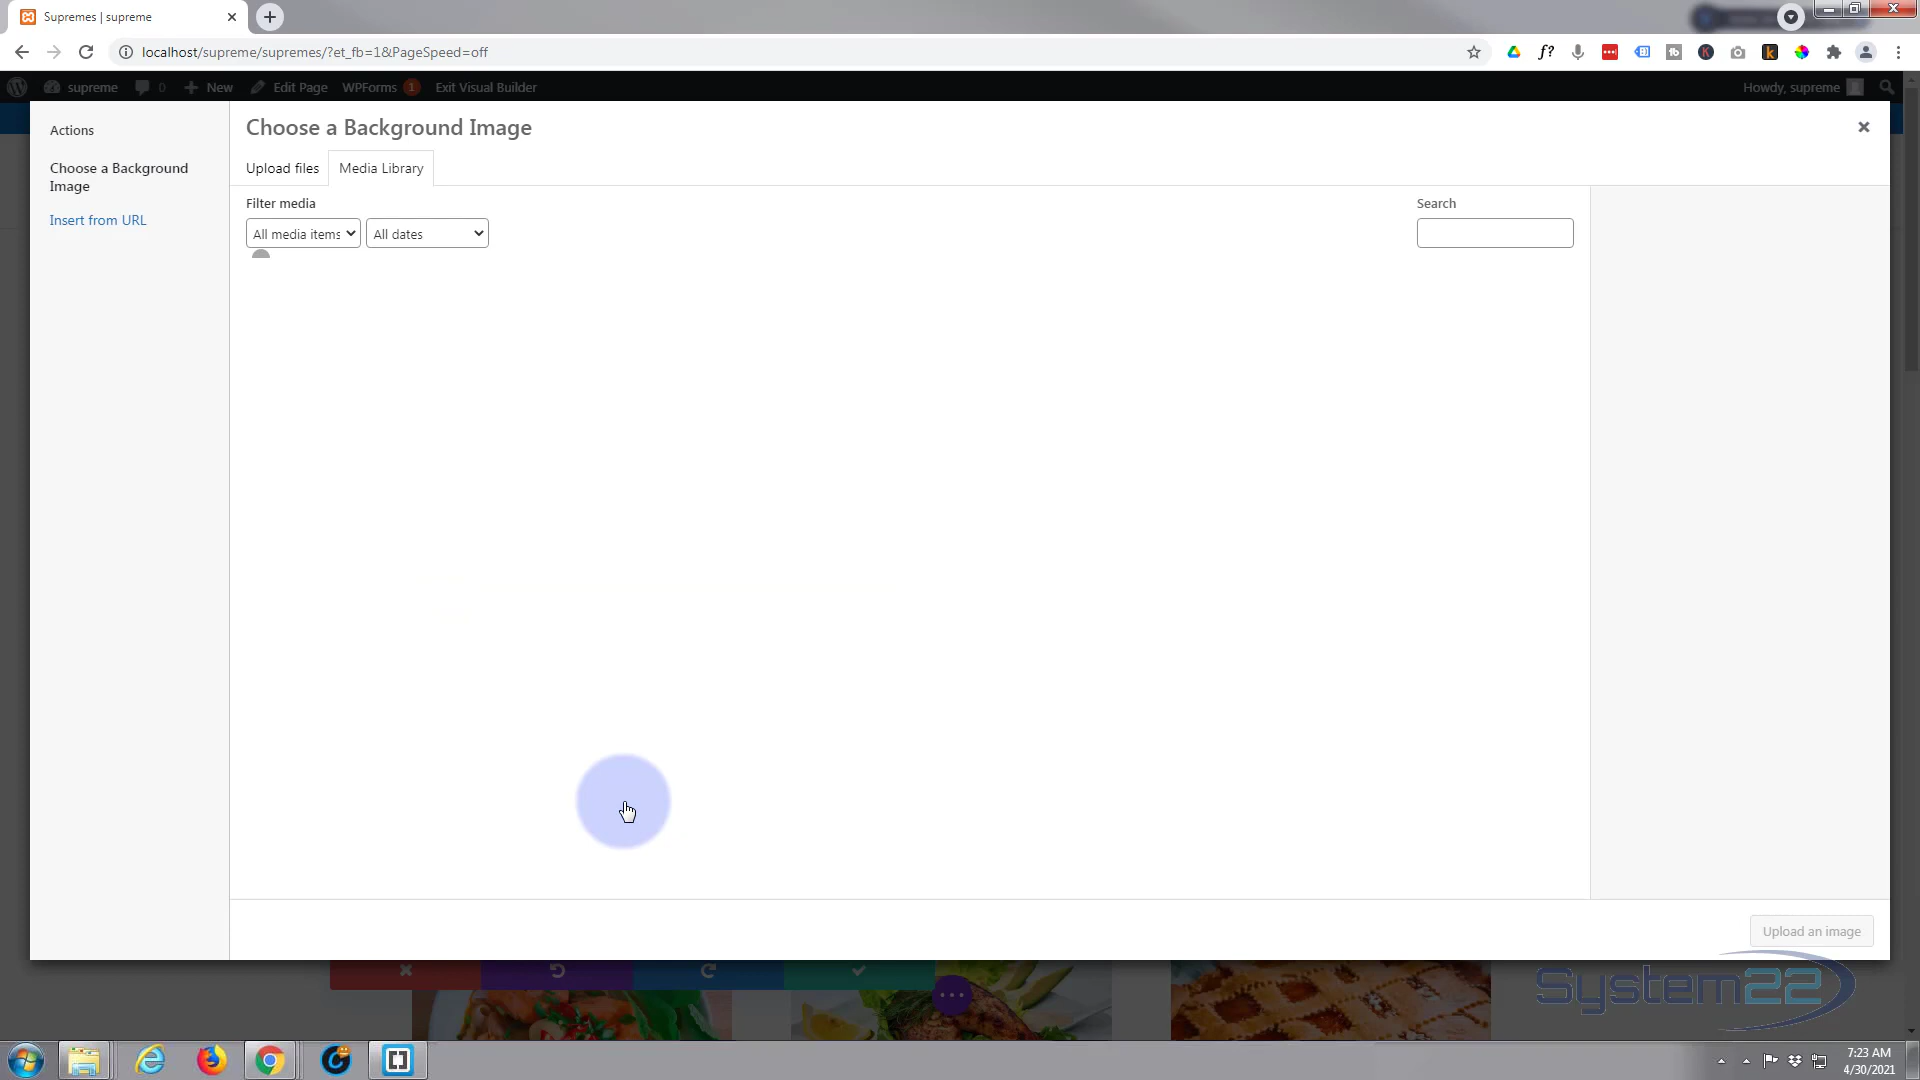 Supremes | supreme
localhost/supreme/supremes/?et_fb=1&PageSpeed=off
supreme
0
New
Edit Page
WPForms 1
Exit Visual Builder
Howdy, supreme
Actions
Choose a Background
Image
Insert from URL
Choose a Background Image
Upload files
Media Library
Filter media
Search
All media items
All dates
Upload an image
System22
7:23 AM
4/30/2021